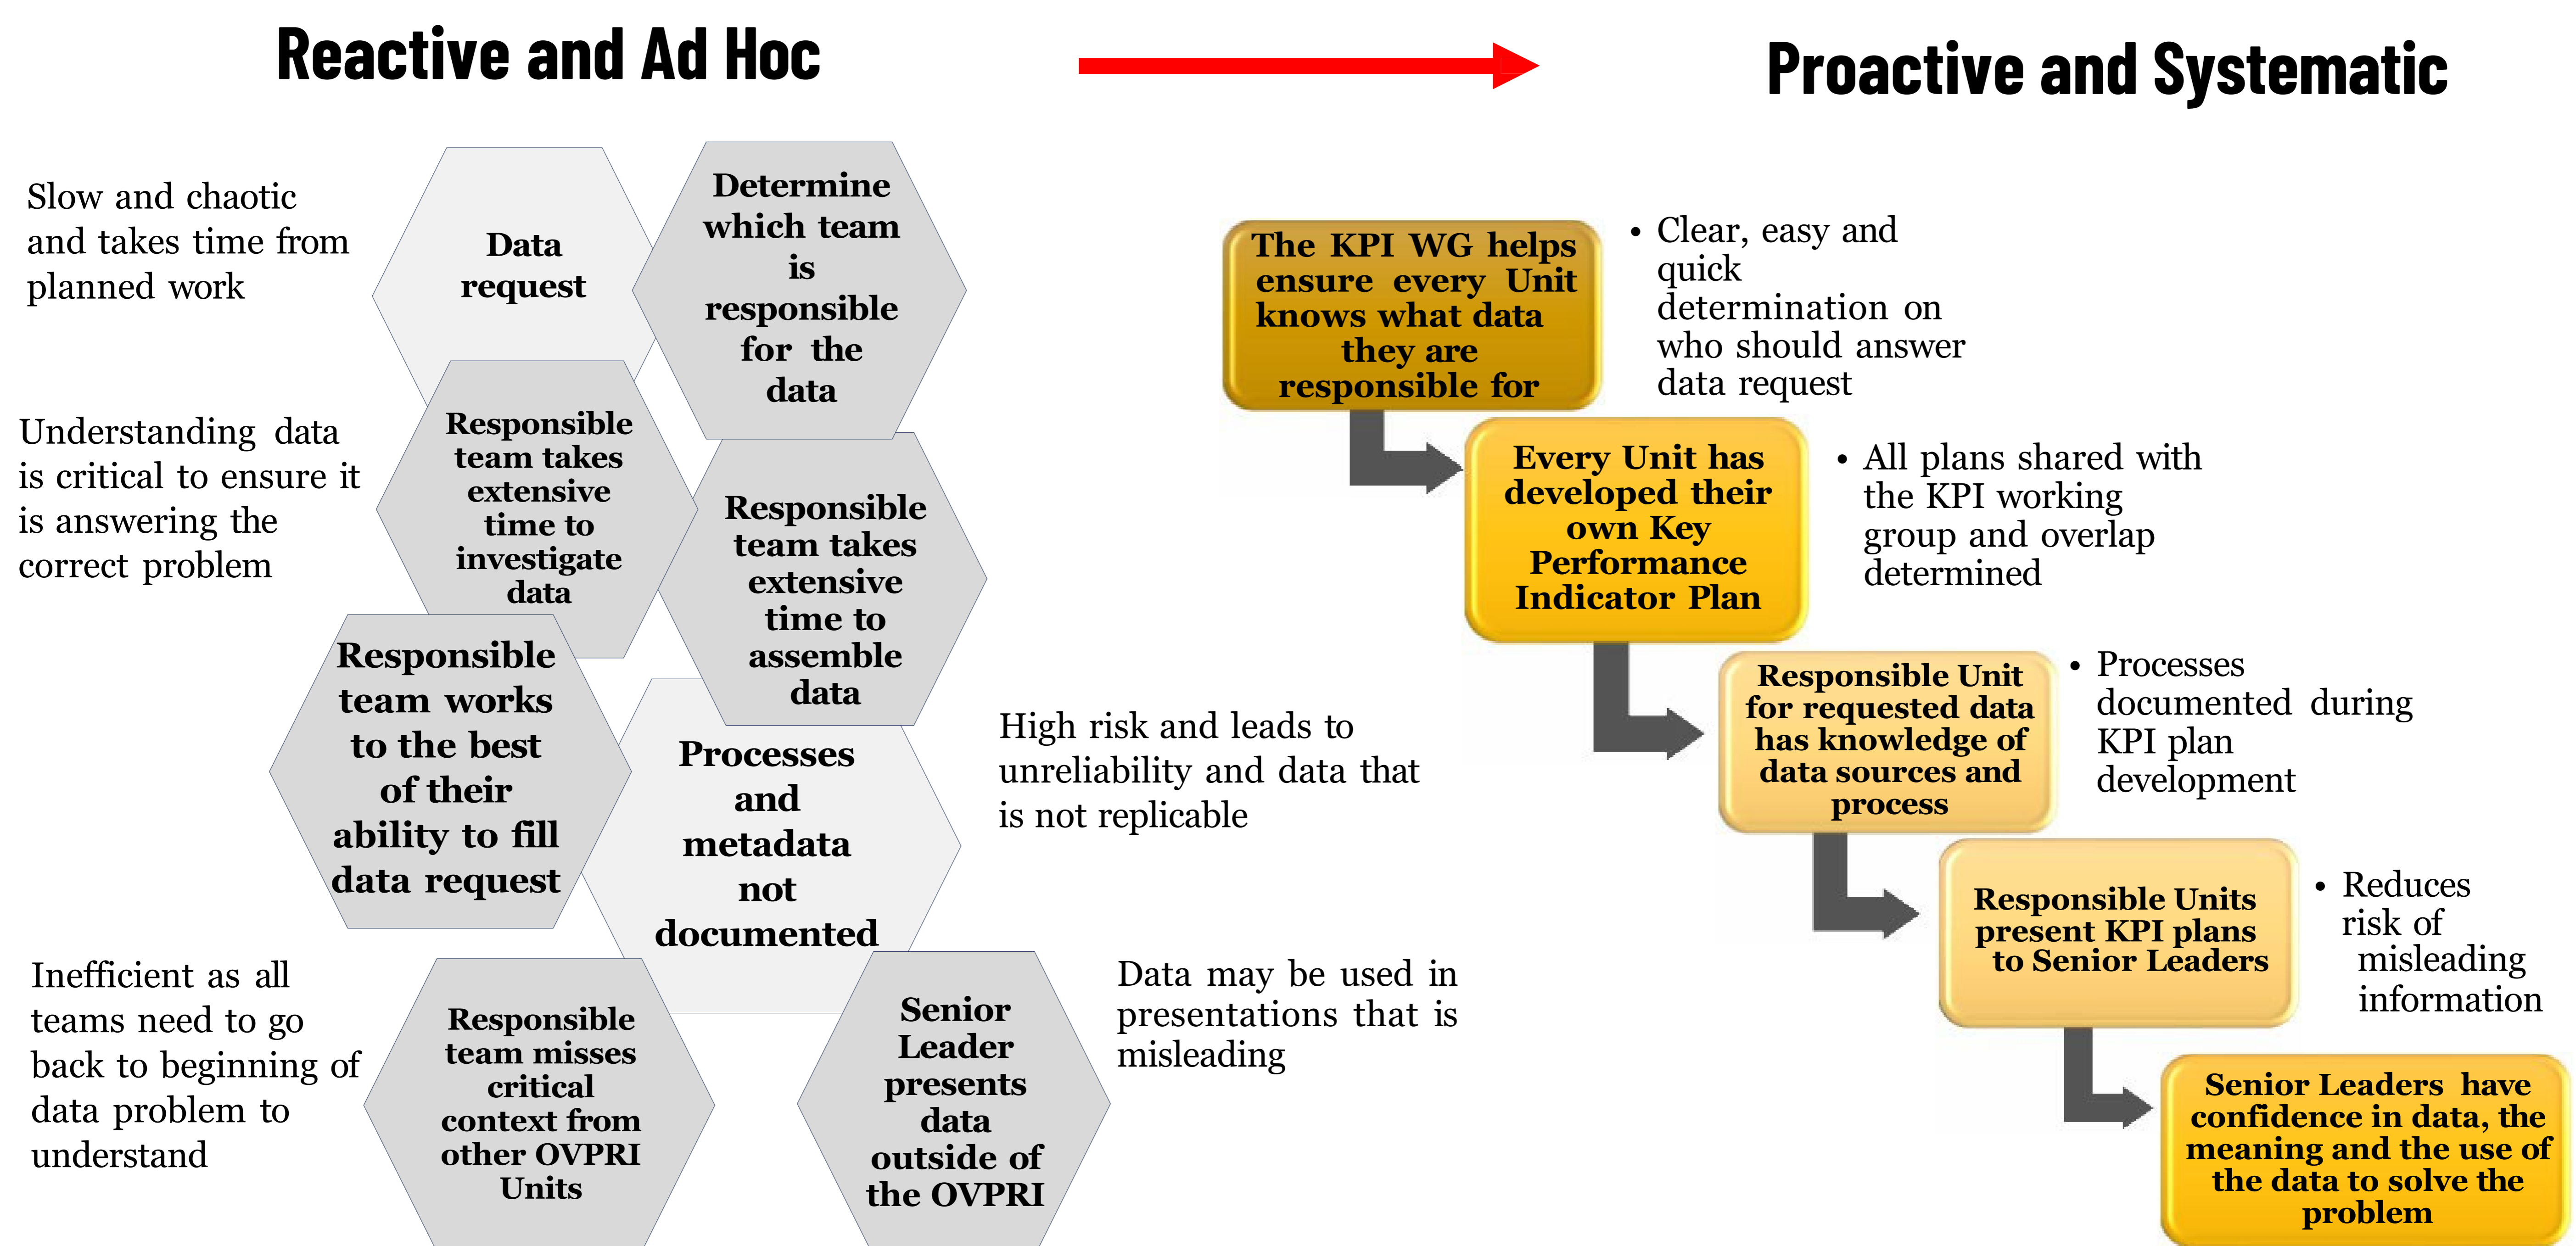 Reactive and Ad Hoc
Proactive and Systematic
Slow and chaotic
and takes time from
planned work
Data
request
Determine
which team
is
responsible
for the
data
Understanding data
is critical to ensure it
is answering the
correct problem
Responsible
team takes
extensive
time to
investigate
data
Responsible
team takes
extensive
time to
assemble
data
Responsible
team works
to the best
of their
ability to fill
data request
Processes
and
metadata
not
documented
High risk and leads to
unreliability and data that
is not replicable
Inefficient as all
teams need to go
back to beginning of
data problem to
understand
Responsible
team misses
critical
context from
other OVPRI
Units
Senior
Leader
presents
data
outside of
the OVPRI
Data may be used in
presentations that is
misleading
The KPI WG helps
ensure every Unit
knows what data
they are
responsible for
• Clear, easy and
quick
determination on
who should answer
data request
Every Unit has
developed their
own Key
Performance
Indicator Plan
• All plans shared with
the KPI working
group and overlap
determined
Responsible Unit
for requested data
has knowledge of
data sources and
process
• Processes
documented during
KPI plan
development
Responsible Units
present KPI plans
to Senior Leaders
• Reduces
risk of
misleading
information
Senior Leaders have
confidence in data, the
meaning and the use of
the data to solve the
problem